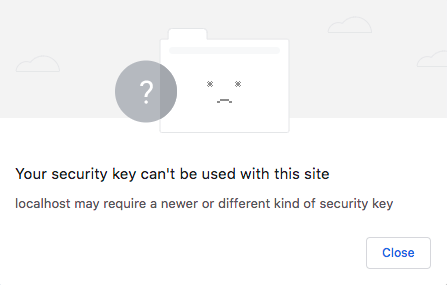 ?
Your security key can't be used with this site
localhost may require a newer or different kind of security key
Close